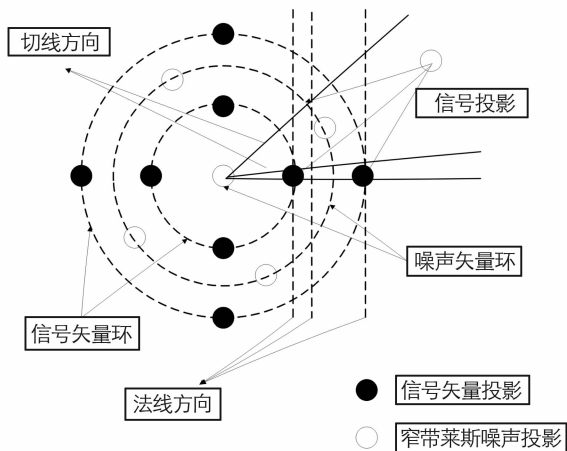 切线方向
信号投影
噪声矢量环
信号矢量环
法线方向
信号矢量投影
窄带莱斯噪声投影